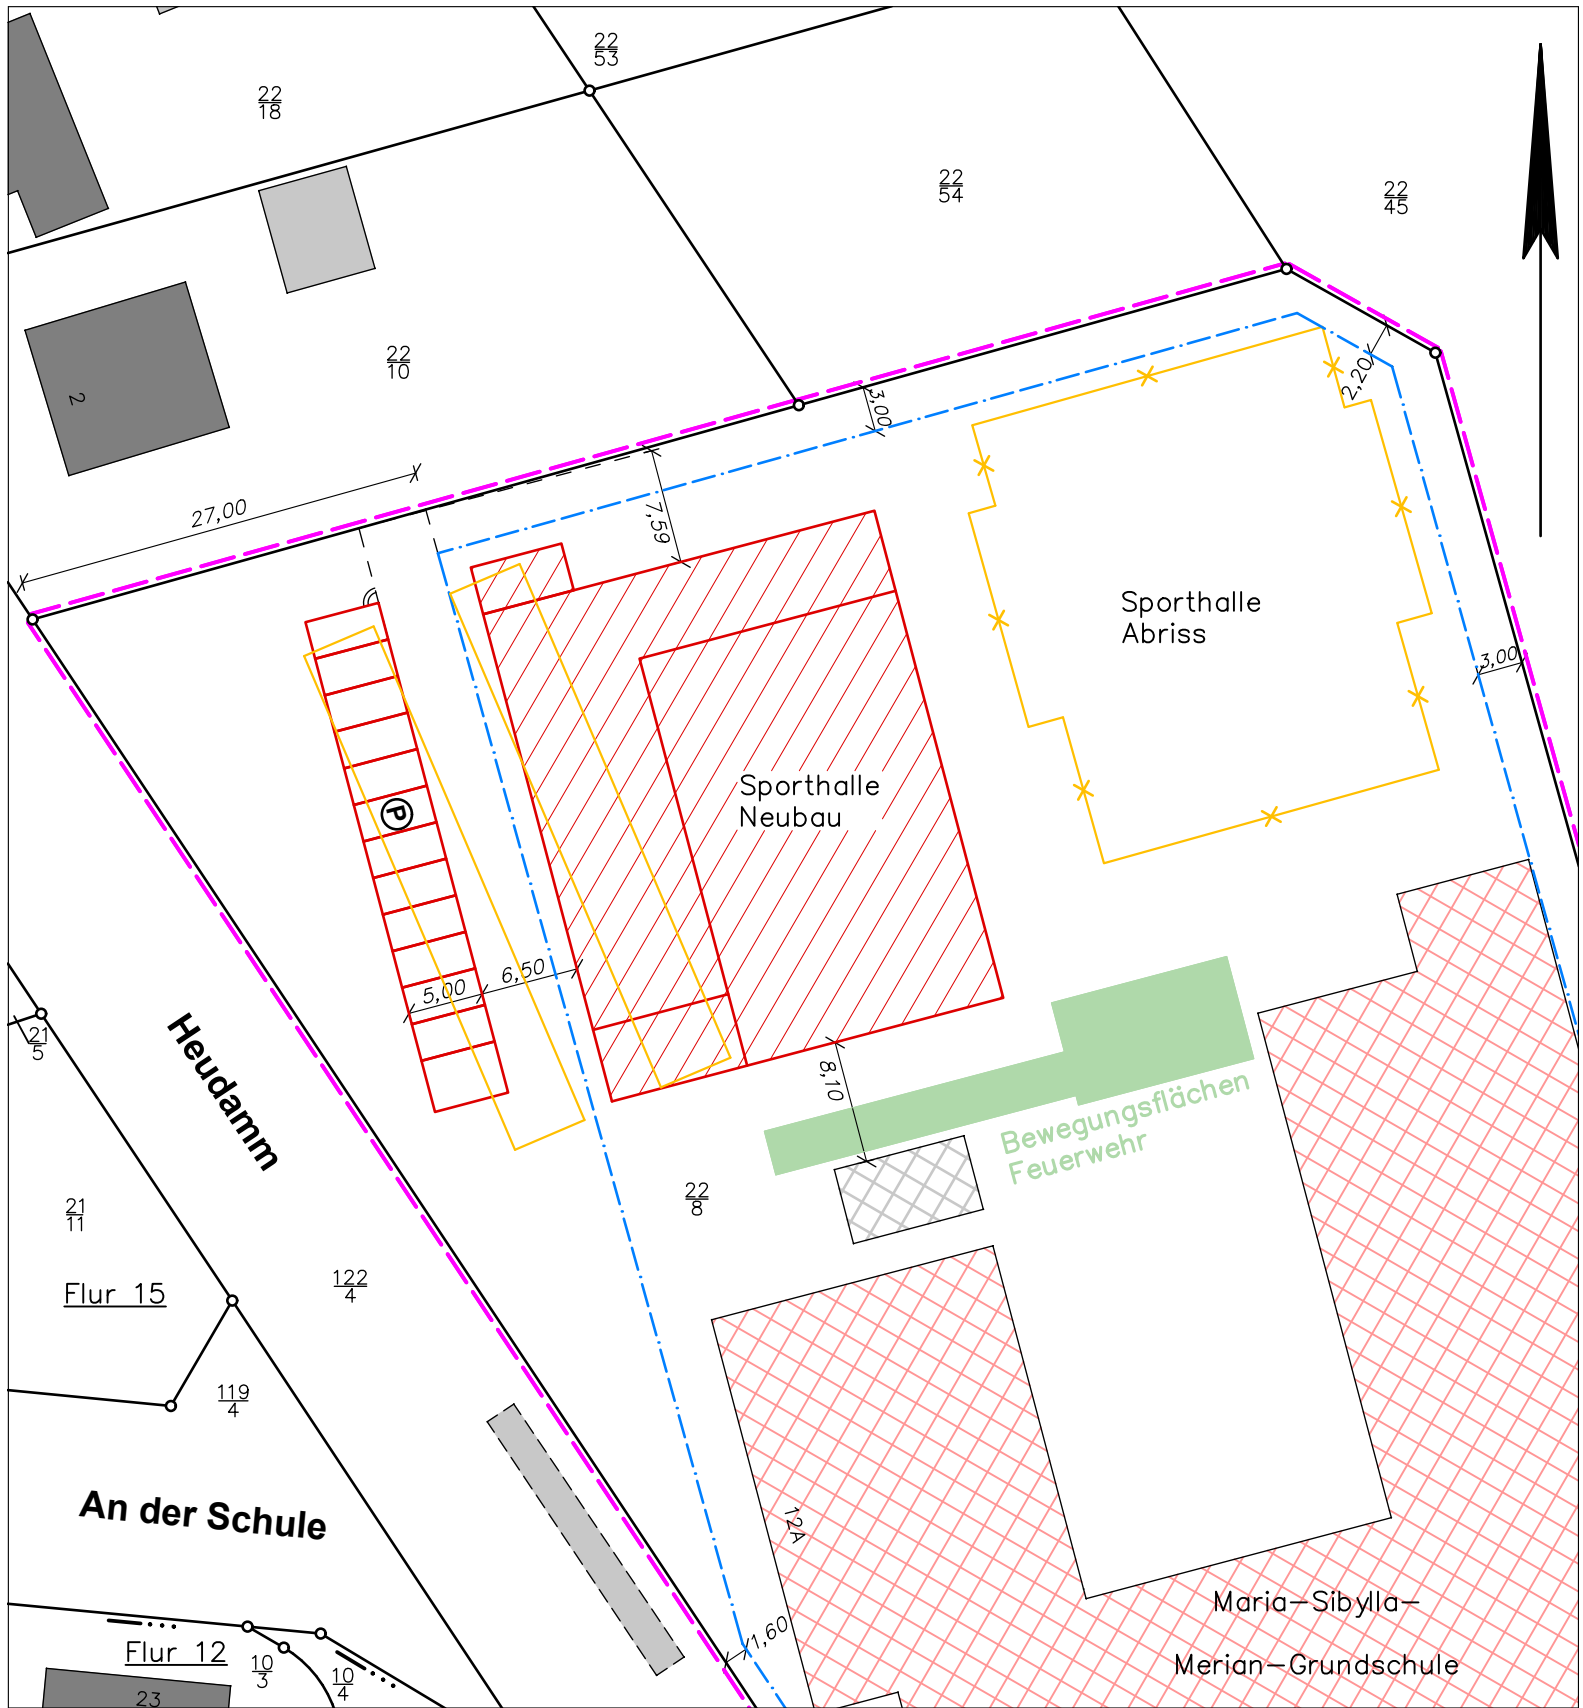 22
53
22
18
22
54
22
45
22
10
2
2,20
3,00
27,00
7,59
Sporthalle
Abriss
3,00
Sporthalle
Neubau
P
6,50
5,00
21
5
Heudamm
8,10
Bewegungsflächen
Feuerwehr
22
8
21
11
122
4
Flur 15
119
4
An der Schule
12A
Maria-Sibylla-
1,60
Flur 12
10
3
10
4
Merian-Grundschule
23